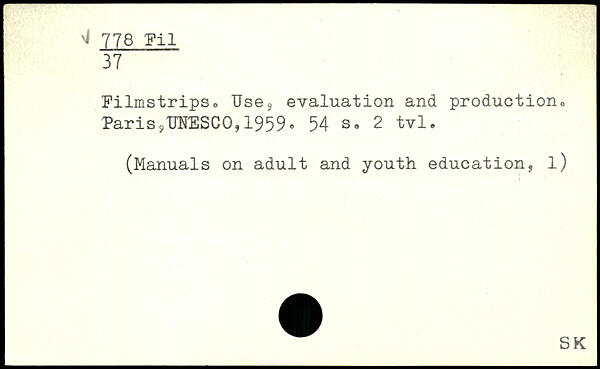 √ 778 Fil
37
Filmstrips. Use, evaluation and production.
Paris,UNESCO,1959. 54 s. 2 tvl.
(Manuals on adult and youth education, 1)
SK